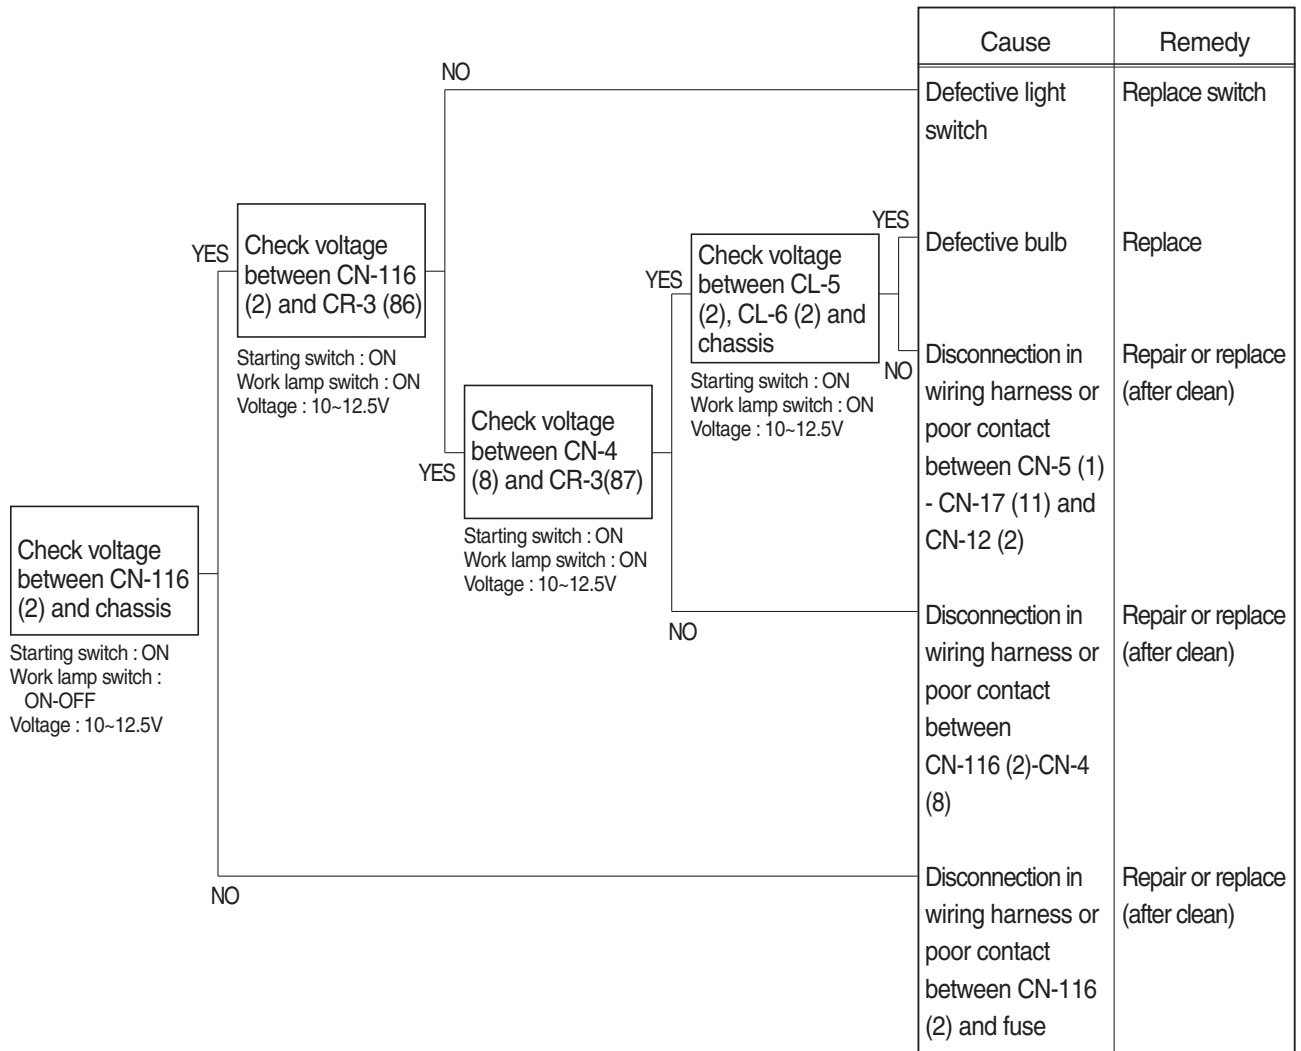 Cause
Remedy
NO
Defective light
switch
Replace switch
YES
Check voltage
between CN-116
(2) and CR-3 (86)
Starting switch : ON
Work lamp switch : ON
Voltage : 10~12.5V
YES
Check voltage
between CL-5
(2), CL-6 (2) and
chassis
Starting switch : ON
Work lamp switch : ON
Voltage : 10~12.5V
YES
Defective bulb
Replace
NO
Disconnection in
wiring harness or
poor contact
between CN-5 (1)
- CN-17 (11) and
CN-12 (2)
Repair or replace
(after clean)
YES
Check voltage
between CN-4
(8) and CR-3(87)
Starting switch : ON
Work lamp switch : ON
Voltage : 10~12.5V
NO
Disconnection in
wiring harness or
poor contact
between
CN-116 (2)-CN-4
(8)
Repair or replace
(after clean)
Check voltage
between CN-116
(2) and chassis
Starting switch : ON
Work lamp switch :
ON-OFF
Voltage : 10~12.5V
NO
Disconnection in
wiring harness or
poor contact
between CN-116
(2) and fuse
Repair or replace
(after clean)